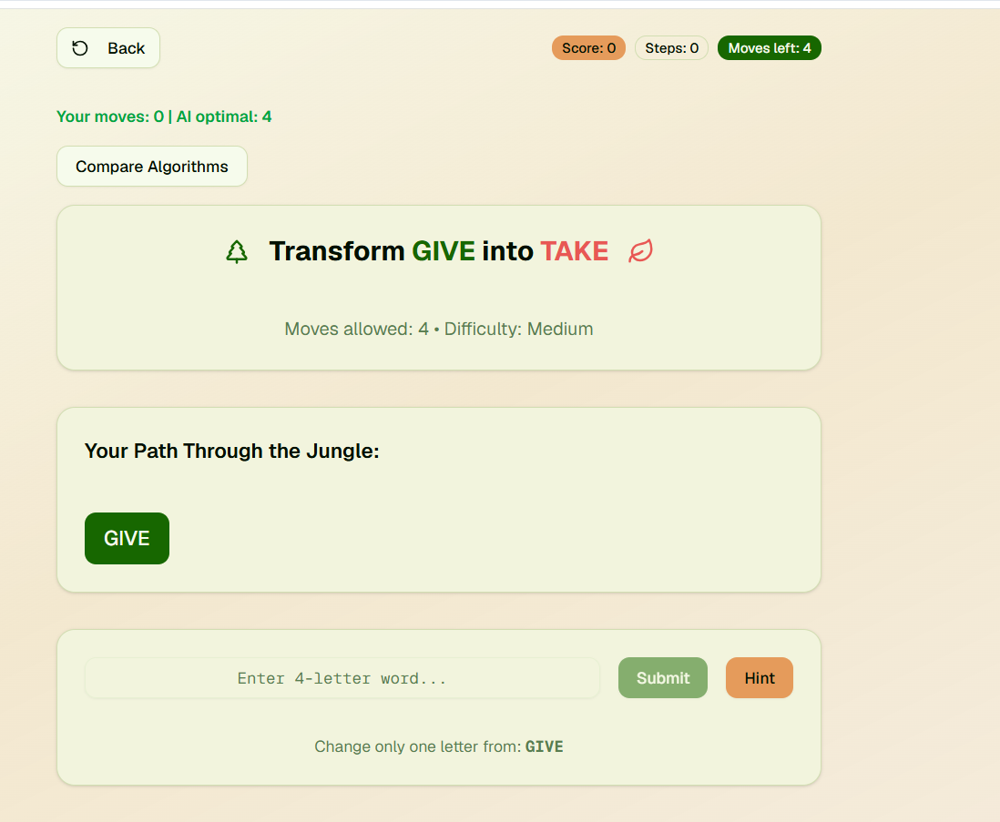 Back
Score: 0 Steps: 0 Moves left: 4
Your moves: 0 | AI optimal: 4
Compare Algorithms
Transform GIVE into TAKE
Moves allowed: 4 • Difficulty: Medium
Your Path Through the Jungle:
GIVE
Enter 4-letter word... Submit Hint
Change only one letter from: GIVE